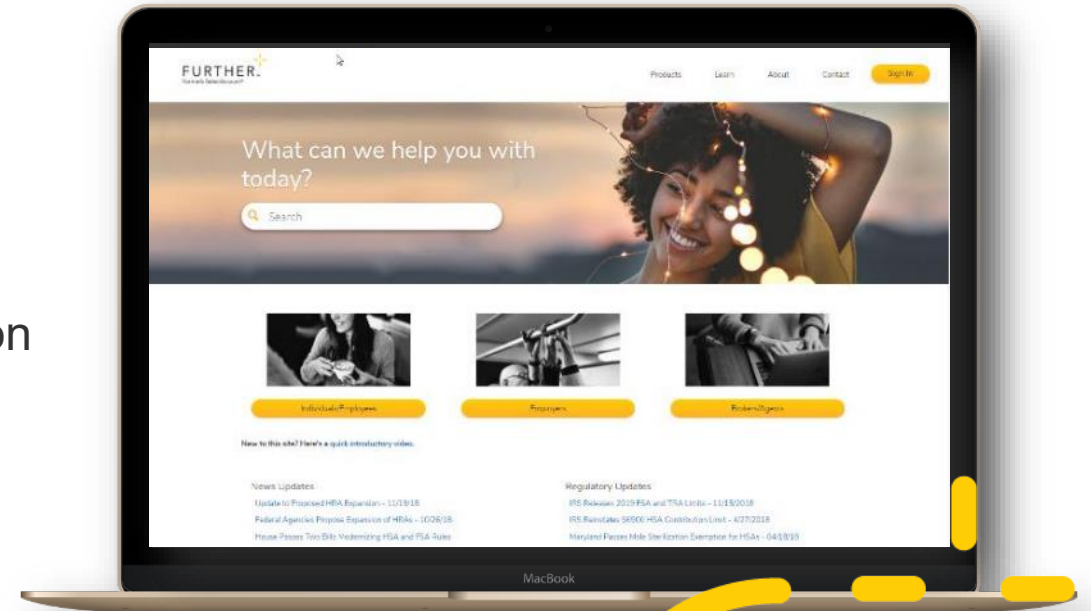 FURTHER.
Formerly SelectAccount®
Products Learn About Contact Sign In
What can we help you with
today?
Search
on
Individuals/Employees Employers Brokers/Agents
New to this site? Here's a quick introductory video.
News Updates
Update to Proposed HRA Expansion - 11/19/18
Federal Agencies Propose Expansion of HRAs - 10/26/18
House Passes Two Bills Modernizing HSA and FSA Rules
Regulatory Updates
IRS Releases 2019 FSA and TRA Limits - 11/15/2018
IRS Reinstates $6900 HSA Contribution Limit - 4/27/2018
Maryland Passes Male Sterilization Exemption for HSAs - 04/18/18
MacBook